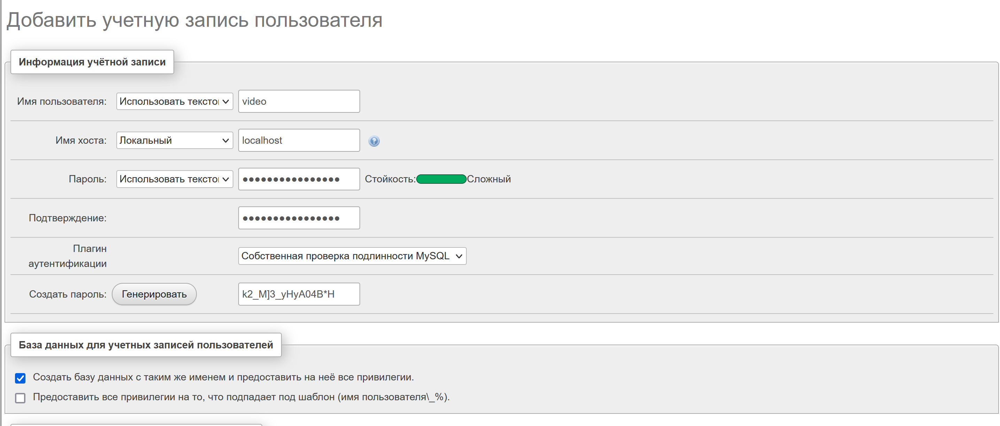 Добавить учетную запись пользователя
Информация учётной записи
Имя пользователя: Использовать тексто video
Имя хоста: Локальный localhost
Пароль: Использовать тексто Стойкость: Сложный
Подтверждение:
Плагин
аутентификации
Собственная проверка подлинности MySQL
Создать пароль: Генерировать k2_M]3_yHyA04B*H
База данных для учетных записей пользователей
Создать базу данных с таким же именем и предоставить на неё все привилегии.
Предоставить все привилегии на то, что подпадает под шаблон (имя пользователя\_%).